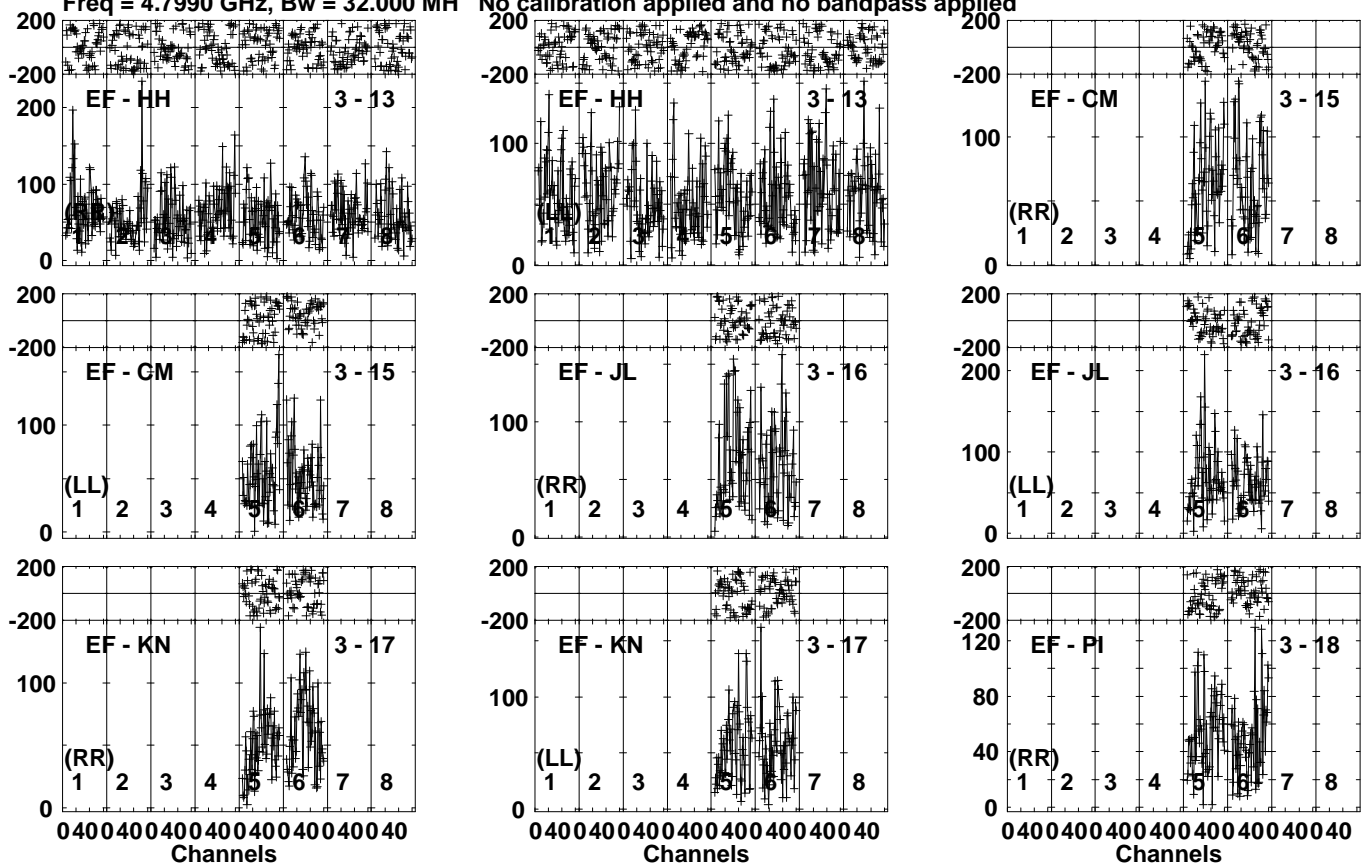 Freq = 4.7990 GHz, Bw = 32.000 MH No calibration applied and no bandpass applied
200 200 200
-200 -200 -200
EF - HH 3 - 13 EF - HH 3 - 13 EF - CM 3 - 15
200
100 100 100
(RR) (LL) (RR)
2 3 4 5 6 7 8 1 2 3 4 5 6 7 8 1 2 3 4 5 6 7 8
0 0 0
200 200 200
-200 -200 -200
EF - CM 3 - 15 EF - JL 3 - 16 EF - JL 3 - 16
200
100 100 100
(LL) (RR) (LL)
1 2 3 4 5 6 7 8 1 2 3 4 5 6 7 8 1 2 3 4 5 6 7 8
0 0 0
200 200 200
-200 -200 -200
EF - KN 3 - 17 EF - KN 3 - 17 EF - PI 3 - 18
120
100 100 80
40
(RR) (LL) (RR)
1 2 3 4 5 6 7 8 1 2 3 4 5 6 7 8 1 2 3 4 5 6 7 8
0 0 0
0 40 0 40 0 40 0 40 0 40 0 40 0 40 0 40 0 40 0 40 0 40 0 40 0 40 0 40 0 40 0 40 0 40 0 40 0 40 0 40 0 40 0 40 0 40 0 40
Channels Channels Channels